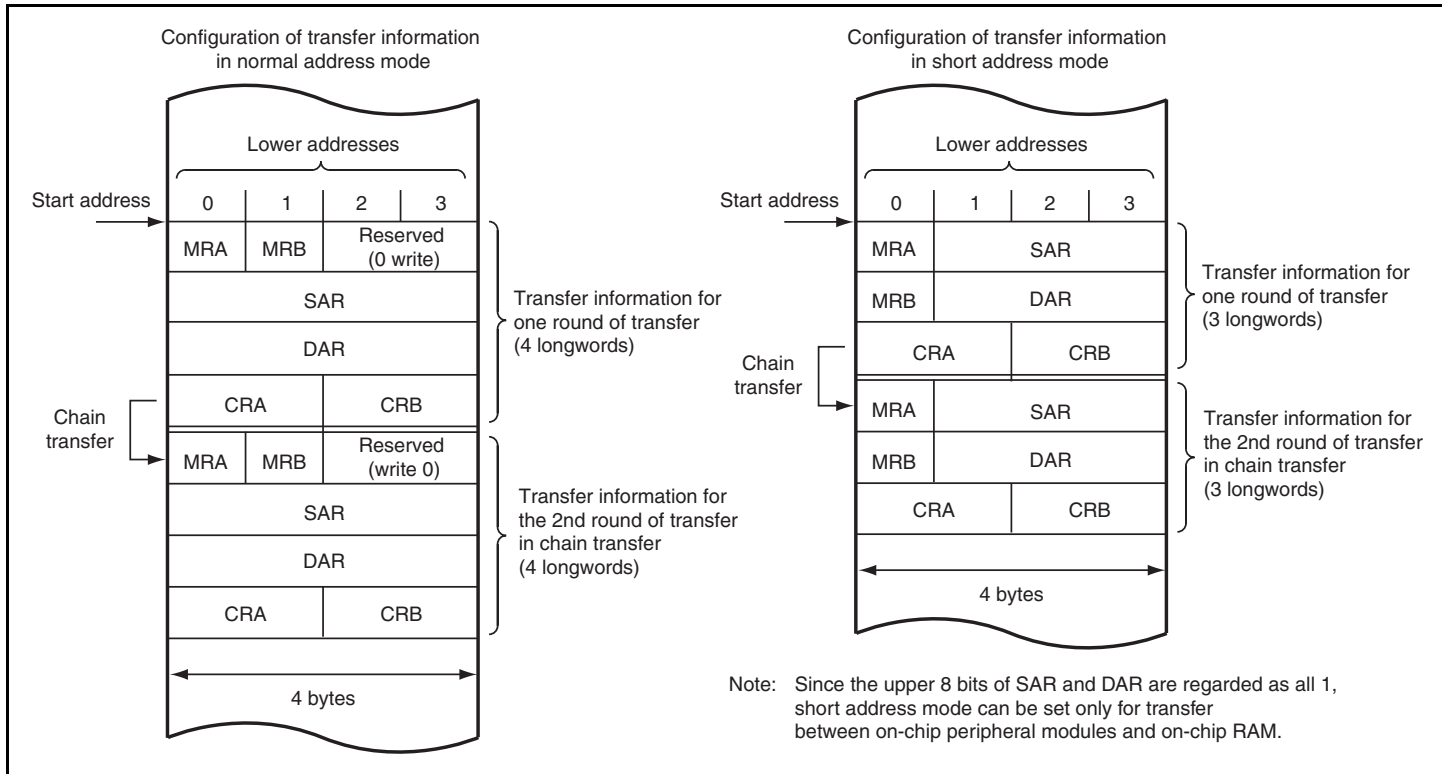 Configuration of transfer information
in normal address mode
Lower addresses
Start address
0 1 2 3
MRA MRB Reserved
(0 write)
SAR
DAR
CRA CRB
Transfer information for
one round of transfer
(4 longwords)
Chain
transfer
MRA MRB Reserved
(write 0)
SAR
DAR
CRA CRB
Transfer information for
the 2nd round of transfer
in chain transfer
(4 longwords)
4 bytes
Configuration of transfer information
in short address mode
Lower addresses
Start address
0 1 2 3
MRA SAR
MRB DAR
CRA CRB
Transfer information for
one round of transfer
(3 longwords)
Chain
transfer
MRA SAR
MRB DAR
CRA CRB
Transfer information for
the 2nd round of transfer
in chain transfer
(3 longwords)
4 bytes
Note: Since the upper 8 bits of SAR and DAR are regarded as all 1,
short address mode can be set only for transfer
between on-chip peripheral modules and on-chip RAM.